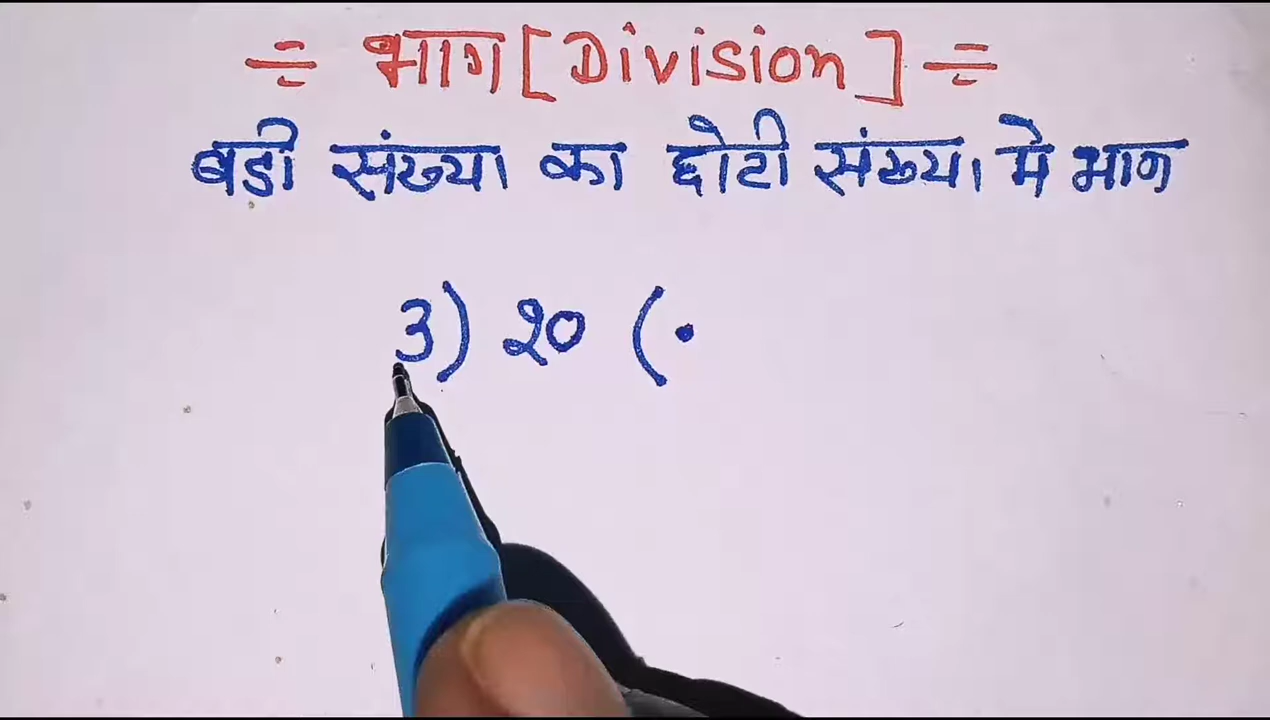 ÷ भाग [Division] ÷
बडी संख्या का छोटी संख्या मे भाग
3) २० (·